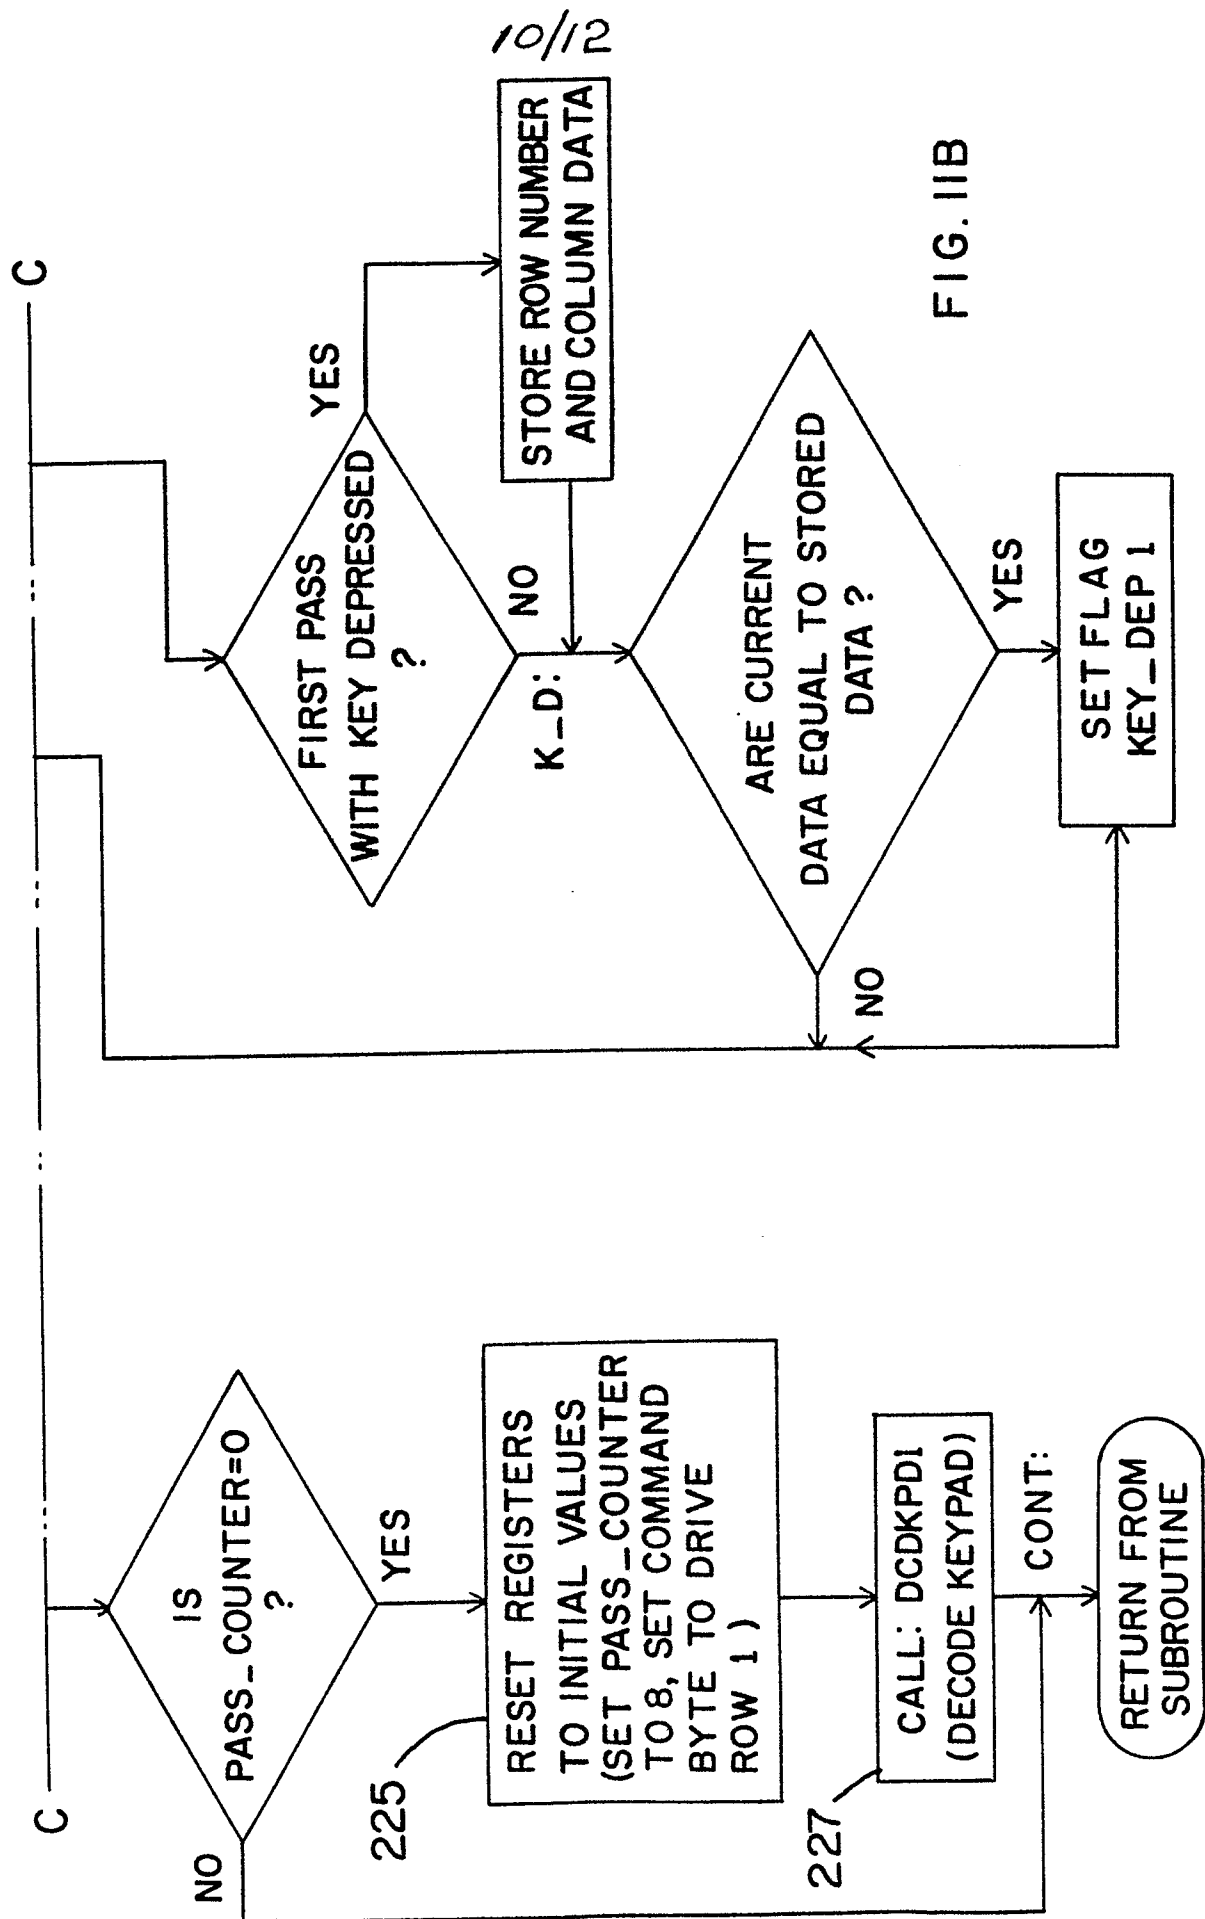 10/12
C
C
NO
IS
PASS_COUNTER=0
?
YES
225
RESET REGISTERS
TO INITIAL VALUES
(SET PASS_COUNTER
TO 8, SET COMMAND
BYTE TO DRIVE
ROW 1)
227
CALL: DCDKPD1
(DECODE KEYPAD)
CONT:
RETURN FROM
SUBROUTINE
FIRST PASS
WITH KEY DEPRESSED
?
YES
STORE ROW NUMBER
AND COLUMN DATA
NO
K_D:
ARE CURRENT
DATA EQUAL TO STORED
DATA ?
NO
YES
SET FLAG
KEY_DEP 1
FIG. 11B